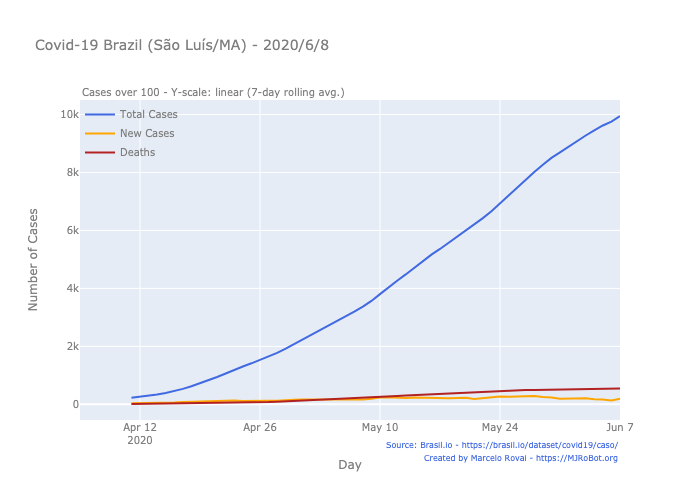 Covid-19 Brazil (São Luís/MA) - 2020/6/8
Cases over 100 - Y-scale: linear (7-day rolling avg.)
Total Cases
New Cases
Deaths
10k
8k
6k
4k
2k
0
Number of Cases
Apr 12
2020
Apr 26
May 10
May 24
Jun 7
Day
Source: Brasil.io - https://brasil.io/dataset/covid19/caso/
Created by Marcelo Rovai - https://MJRoBot.org